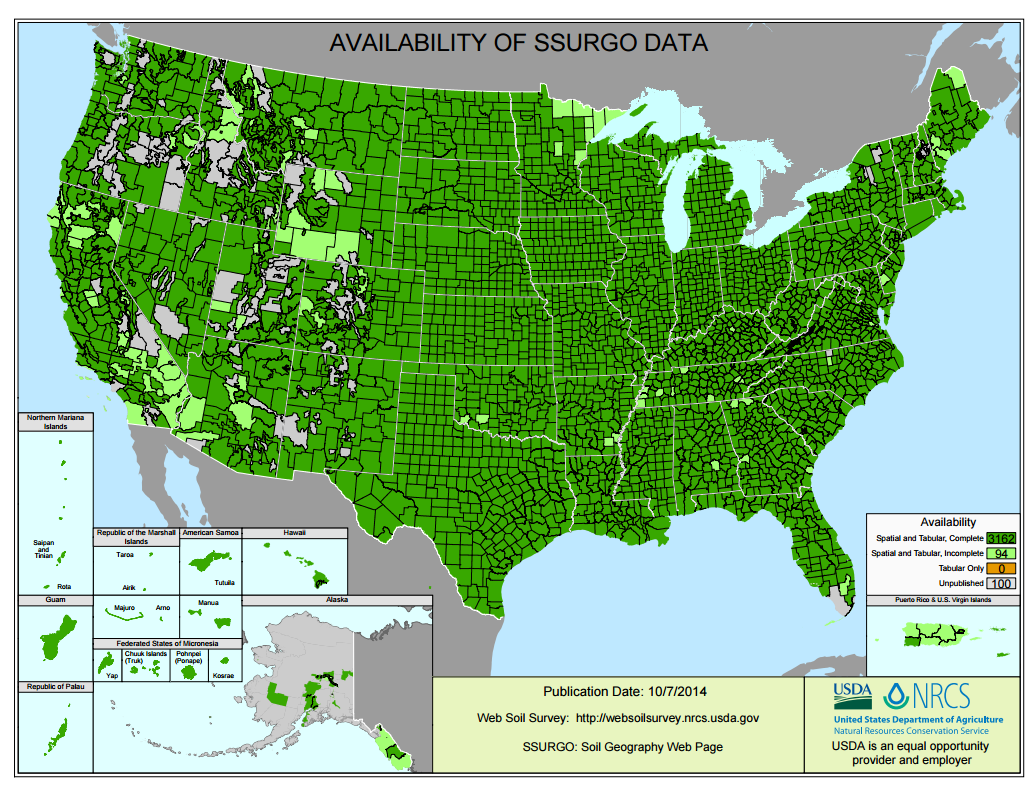 AVAILABILITY OF SSURGO DATA
Northern Mariana
Islands
Saipan
and
Tinian
Rota
Guam
Republic of Palau
Republic of the Marshall
Islands
Taroa
Airik
Majuro
Arno
American Samoa
Tutuila
Manua
Hawaii
Federated States of Micronesia
Yap
Chuuk Islands
(Truk)
Pohnpei
(Ponape)
Kosrae
Alaska
Availability
Spatial and Tabular, Complete 3162
Spatial and Tabular, Incomplete 94
Tabular Only 0
Unpublished 100
Puerto Rico & U.S. Virgin Islands
Publication Date: 10/7/2014
Web Soil Survey: http://websoilsurvey.nrcs.usda.gov
SSURGO: Soil Geography Web Page
USDA NRCS
United States Department of Agriculture
Natural Resources Conservation Service
USDA is an equal opportunity
provider and employer